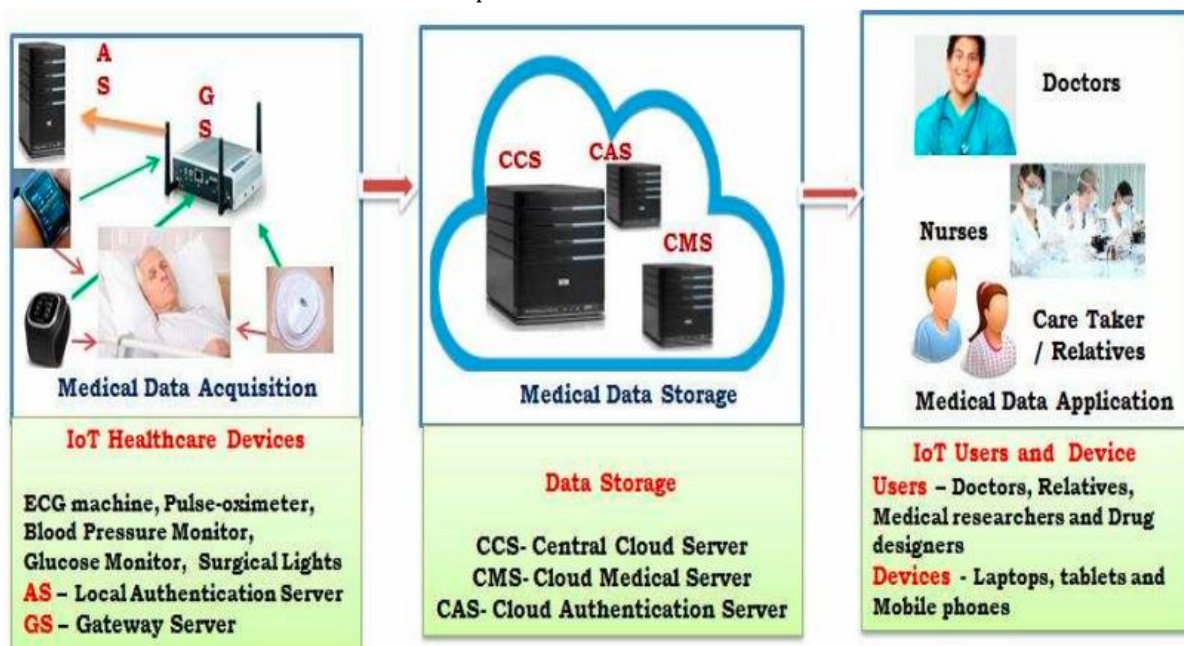 A
S
G
S
Medical Data Acquisition
IoT Healthcare Devices
ECG machine, Pulse-oximeter,
Blood Pressure Monitor,
Glucose Monitor, Surgical Lights
AS – Local Authentication Server
GS – Gateway Server
CCS
CAS
CMS
Medical Data Storage
Data Storage
CCS- Central Cloud Server
CMS- Cloud Medical Server
CAS- Cloud Authentication Server
Doctors
Nurses
Care Taker
/ Relatives
Medical Data Application
IoT Users and Device
Users – Doctors, Relatives,
Medical researchers and Drug
designers
Devices - Laptops, tablets and
Mobile phones